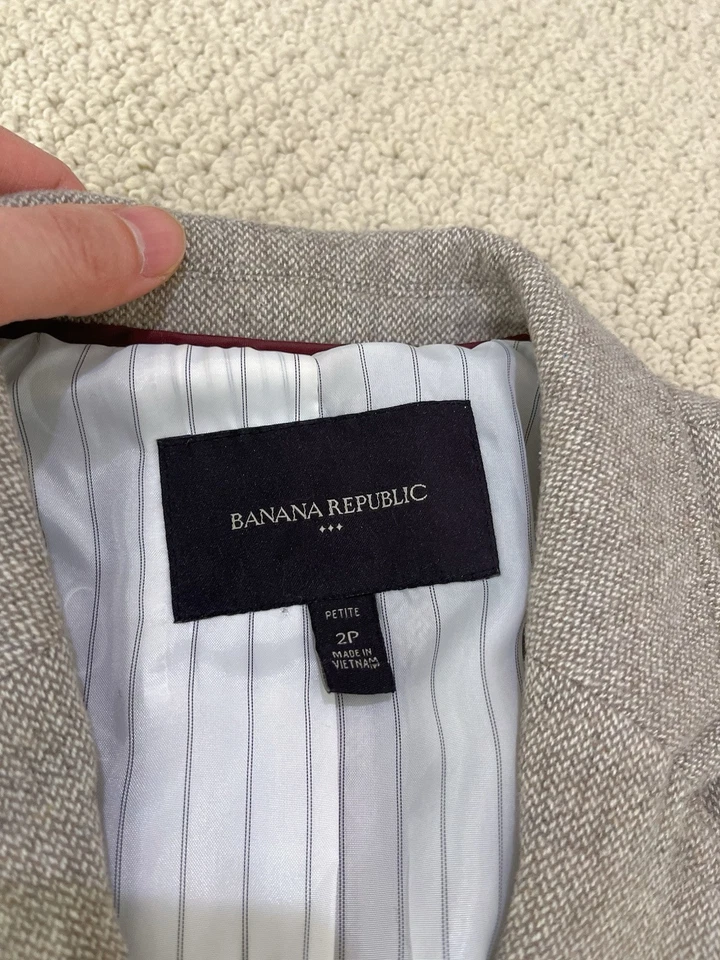 BANANA REPUBLIC
PETITE
2P
MADE IN
VIETNAM